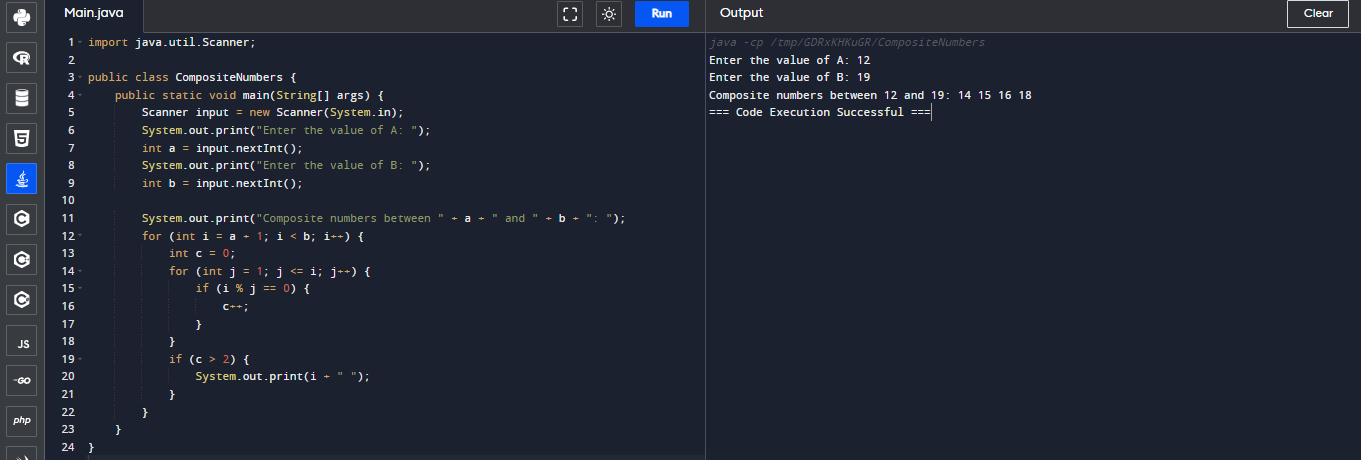 Main.java
Run
Output
Clear
1 import java.util.Scanner;
2
3 public class CompositeNumbers {
4 public static void main(String[] args) {
5 Scanner input = new Scanner(System.in);
6 System.out.print("Enter the value of A: ");
7 int a = input.nextInt();
8 System.out.print("Enter the value of B: ");
9 int b = input.nextInt();
10
11 System.out.print("Composite numbers between " + a + " and " + b + ": ");
12 for (int i = a + 1; i < b; i++) {
13 int c = 0;
14 for (int j = 1; j <= i; j++) {
15 if (i % j == 0) {
16 c++;
17 }
18 }
19 if (c > 2) {
20 System.out.print(i + " ");
21 }
22 }
23 }
24 }
java -cp /tmp/GDRxKHKuGR/CompositeNumbers
Enter the value of A: 12
Enter the value of B: 19
Composite numbers between 12 and 19: 14 15 16 18
=== Code Execution Successful ===
R
5
C
C
C
JS
GO
php